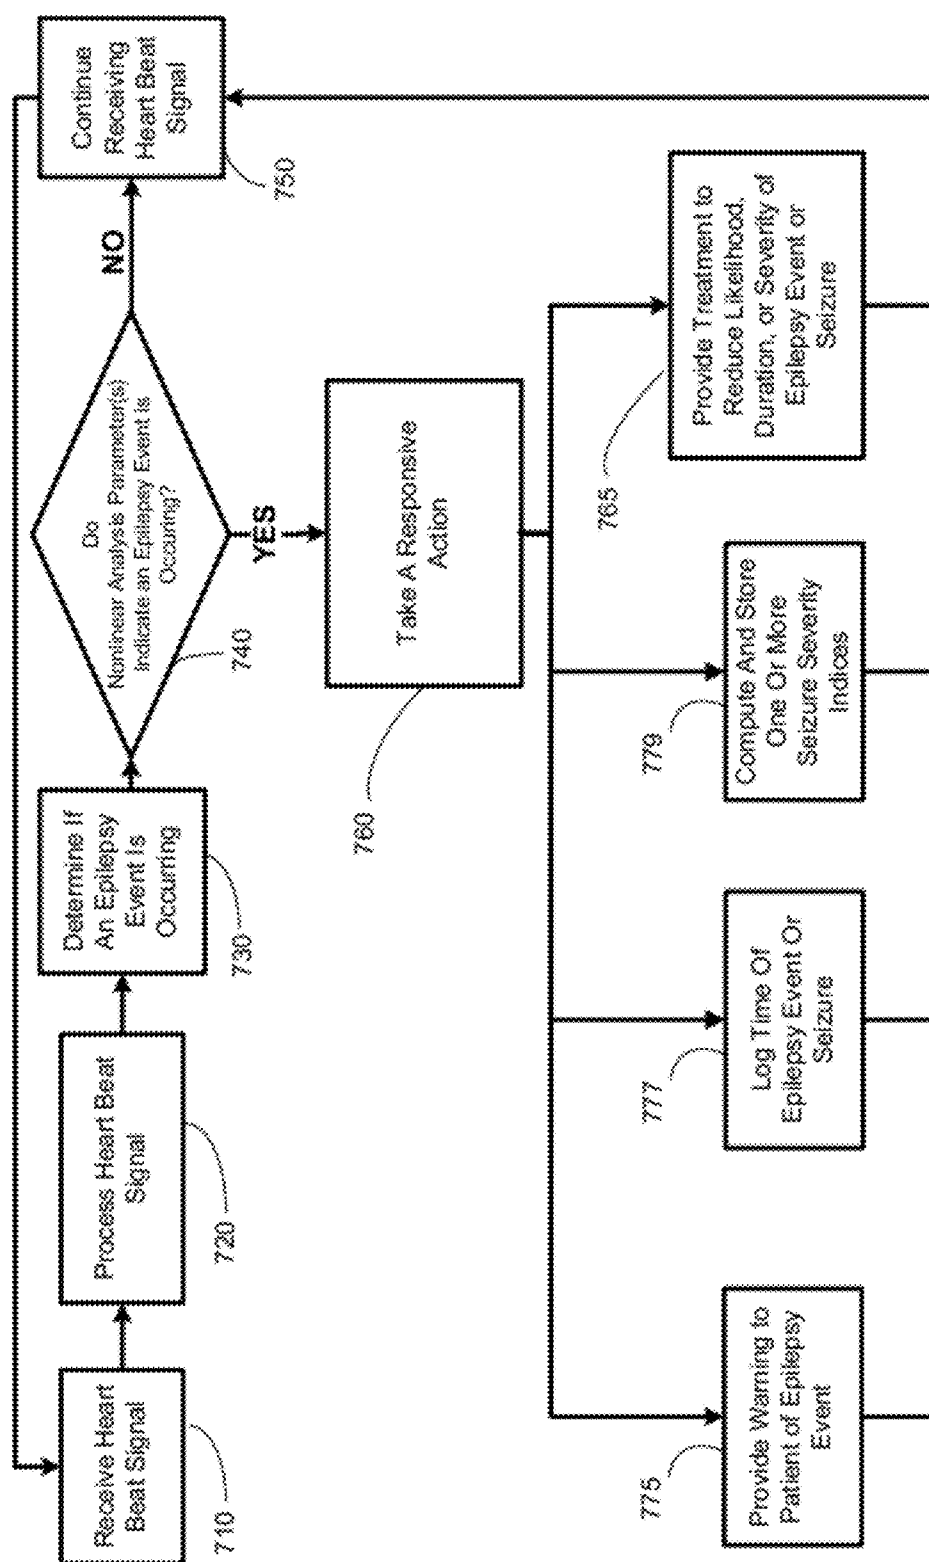 Receive Heart
Beat Signal
710
Process Heart Beat
Signal
720
Determine If
An Epilepsy
Event Is
Occurring
730
Do
Nonlinear Analysis Parameter(s)
Indicate an Epilepsy Event Is
Occuring?
740
NO
Continue
Receiving
Heart Beat
Signal
750
YES
Take A Responsive
Action
760
Provide Warning to
Patient of Epilepsy
Event
775
Log Time Of
Epilepsy Event Or
Seizure
777
Compute And Store
One Or More
Seizure Severity
Indices
779
Provide Treatment to
Reduce Likelihood,
Duration, or Severity of
Epilepsy Event or
Seizure
765